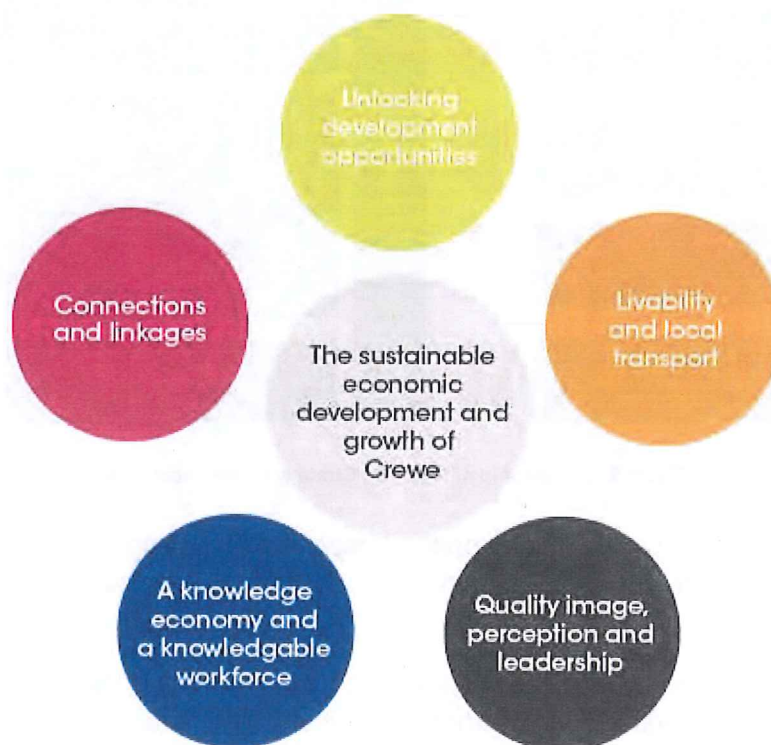 Unlocking
development
opportunities
Connections
and linkages
Livability
and local
transport
The sustainable
economic
development and
growth of
Crewe
A knowledge
economy and
a knowledgable
workforce
Quality image,
perception and
leadership